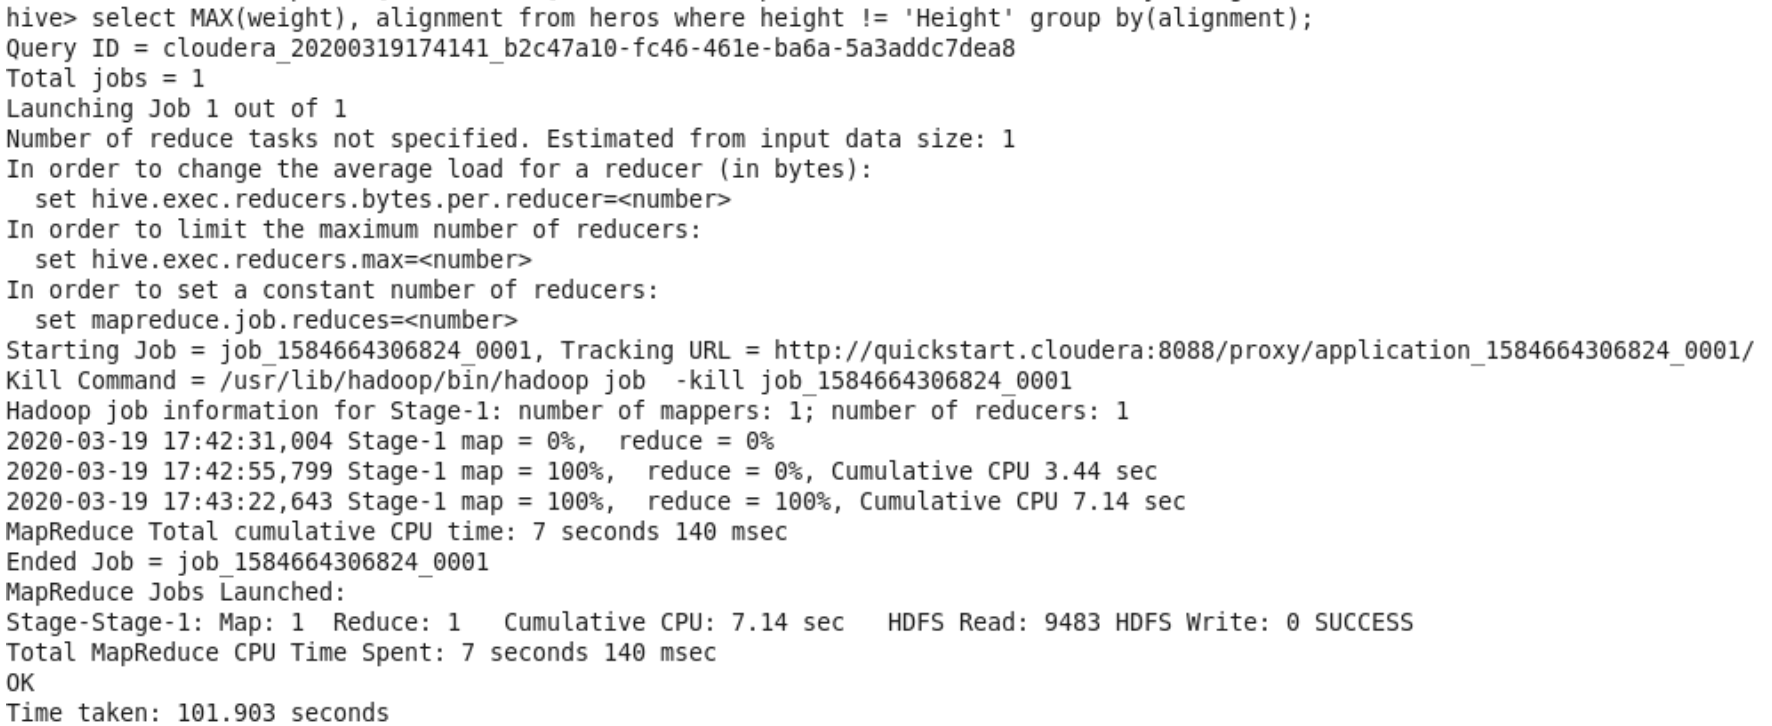 hive> select MAX(weight), alignment from heros where height != 'Height' group by(alignment);
Query ID = cloudera_20200319174141_b2c47a10-fc46-461e-ba6a-5a3addc7dea8
Total jobs = 1
Launching Job 1 out of 1
Number of reduce tasks not specified. Estimated from input data size: 1
In order to change the average load for a reducer (in bytes):
  set hive.exec.reducers.bytes.per.reducer=<number>
In order to limit the maximum number of reducers:
  set hive.exec.reducers.max=<number>
In order to set a constant number of reducers:
  set mapreduce.job.reduces=<number>
Starting Job = job_1584664306824_0001, Tracking URL = http://quickstart.cloudera:8088/proxy/application_1584664306824_0001/
Kill Command = /usr/lib/hadoop/bin/hadoop job  -kill job_1584664306824_0001
Hadoop job information for Stage-1: number of mappers: 1; number of reducers: 1
2020-03-19 17:42:31,004 Stage-1 map = 0%,  reduce = 0%
2020-03-19 17:42:55,799 Stage-1 map = 100%,  reduce = 0%, Cumulative CPU 3.44 sec
2020-03-19 17:43:22,643 Stage-1 map = 100%,  reduce = 100%, Cumulative CPU 7.14 sec
MapReduce Total cumulative CPU time: 7 seconds 140 msec
Ended Job = job_1584664306824_0001
MapReduce Jobs Launched:
Stage-Stage-1: Map: 1  Reduce: 1   Cumulative CPU: 7.14 sec   HDFS Read: 9483 HDFS Write: 0 SUCCESS
Total MapReduce CPU Time Spent: 7 seconds 140 msec
OK
Time taken: 101.903 seconds